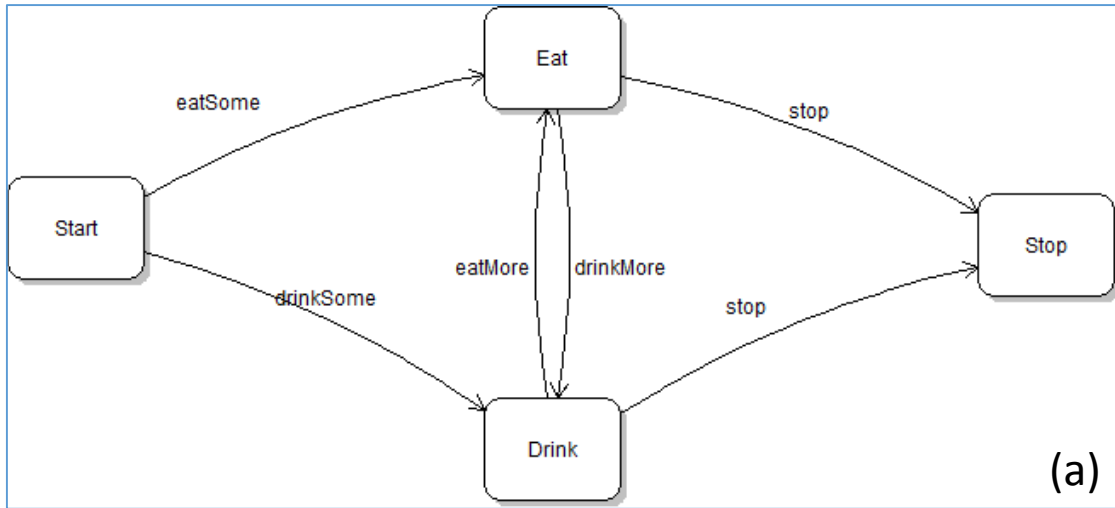 Eat
eatSome
stop
Start
Stop
eatMore
drinkMore
drinkSome
stop
Drink
(a)